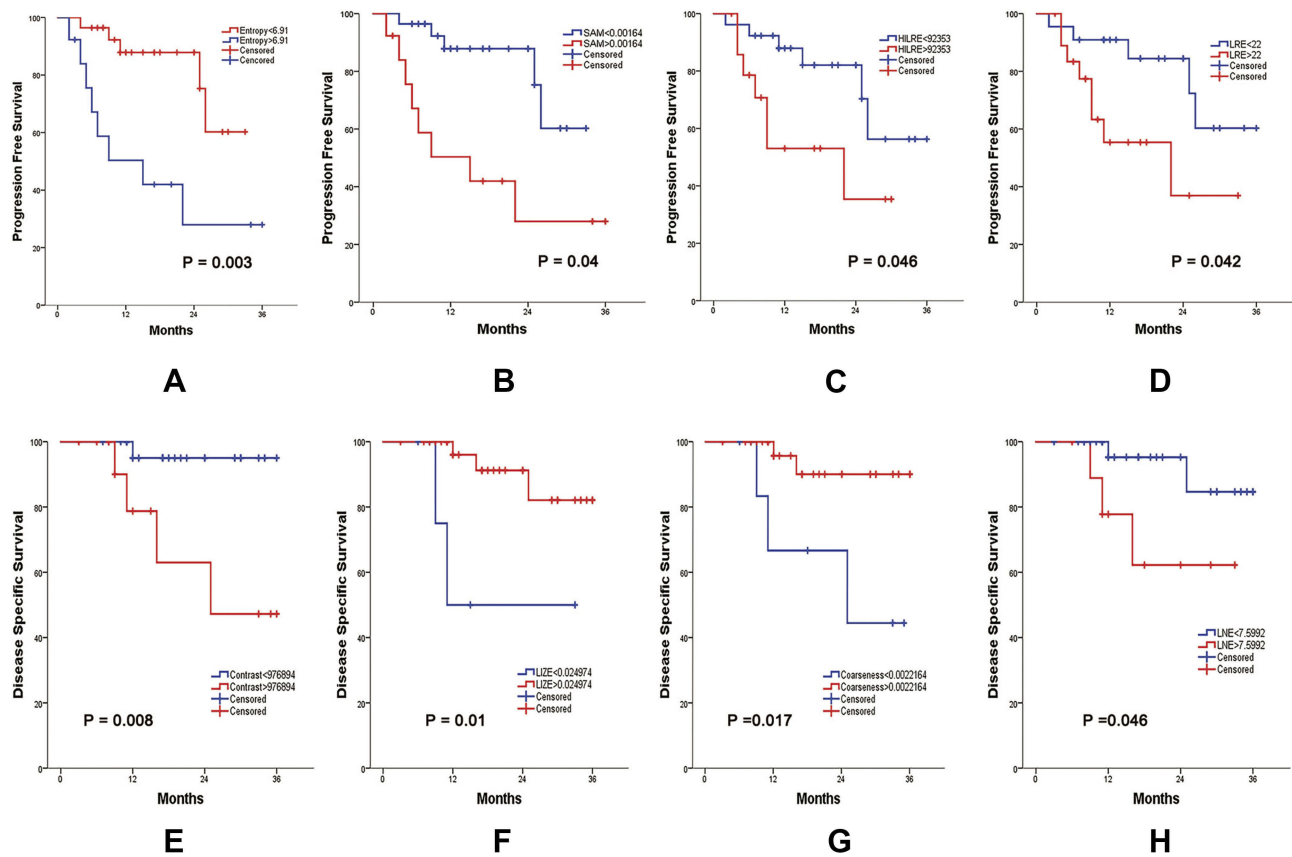 Progression Free Survival
100
80
60
40
20
0
0 12 24 36
Months
Entropy<6.91
Entropy>6.91
Censored
Cencored
P = 0.003
A
Progression Free Survival
100
80
60
40
20
0
0 12 24 36
Months
SAM<0.00164
SAM>0.00164
Censored
Censored
P = 0.04
B
Progression Free Survival
100
80
60
40
20
0
0 12 24 36
Months
HILRE<92353
HILRE>92353
Censored
Censored
P = 0.046
C
Progression Free Survival
100
80
60
40
20
0
0 12 24 36
Months
LRE<22
LRE>22
Censored
Censored
P = 0.042
D
Disease Specific Survival
100
80
60
40
20
0
0 12 24 36
Months
Contrast<976894
Contrast>976894
Censored
Censored
P = 0.008
E
Disease Specific Survival
100
80
60
40
20
0
0 12 24 36
Months
LIZE<0.024974
LIZE>0.024974
Censored
Censored
P = 0.01
F
Disease Specific Survival
100
80
60
40
20
0
0 12 24 36
Months
Coarseness<0.0022164
Coarseness>0.0022164
Censored
Censored
P =0.017
G
Disease Specific Survival
100
80
60
40
20
0
0 12 24 36
Months
LNE<7.5992
LNE>7.5992
Censored
Censored
P =0.046
H